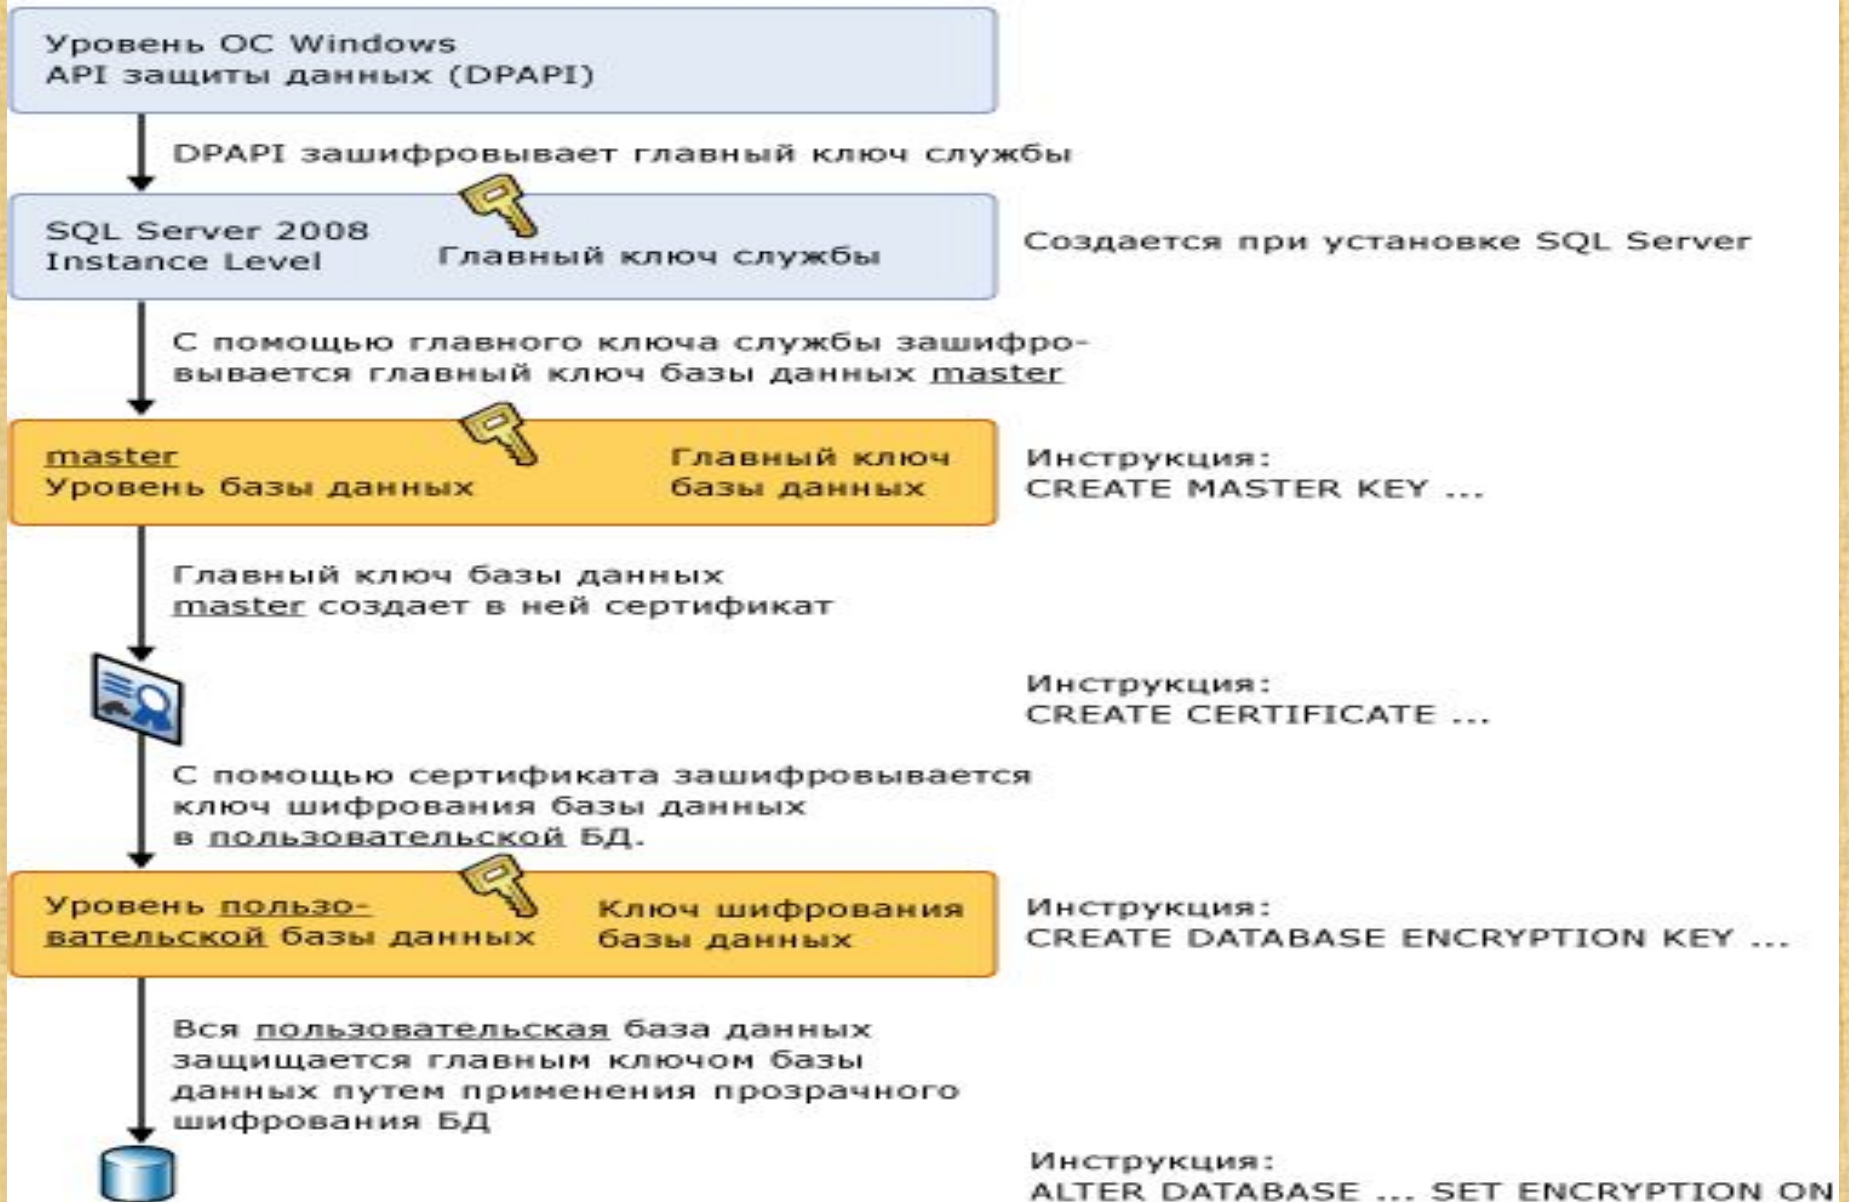 Уровень ОС Windows
API защиты данных (DPAPI)
DPAPI зашифровывает главный ключ службы
SQL Server 2008
Instance Level
Главный ключ службы
Создается при установке SQL Server
С помощью главного ключа службы зашифро-
вывается главный ключ базы данных master
master
Уровень базы данных
Главный ключ
базы данных
Инструкция:
CREATE MASTER KEY ...
Главный ключ базы данных
master создает в ней сертификат
Инструкция:
CREATE CERTIFICATE ...
С помощью сертификата зашифровывается
ключ шифрования базы данных
в пользовательской БД.
Уровень пользо-
вательской базы данных
Ключ шифрования
базы данных
Инструкция:
CREATE DATABASE ENCRYPTION KEY ...
Вся пользовательская база данных
защищается главным ключом базы
данных путем применения прозрачного
шифрования БД
Инструкция:
ALTER DATABASE ... SET ENCRYPTION ON